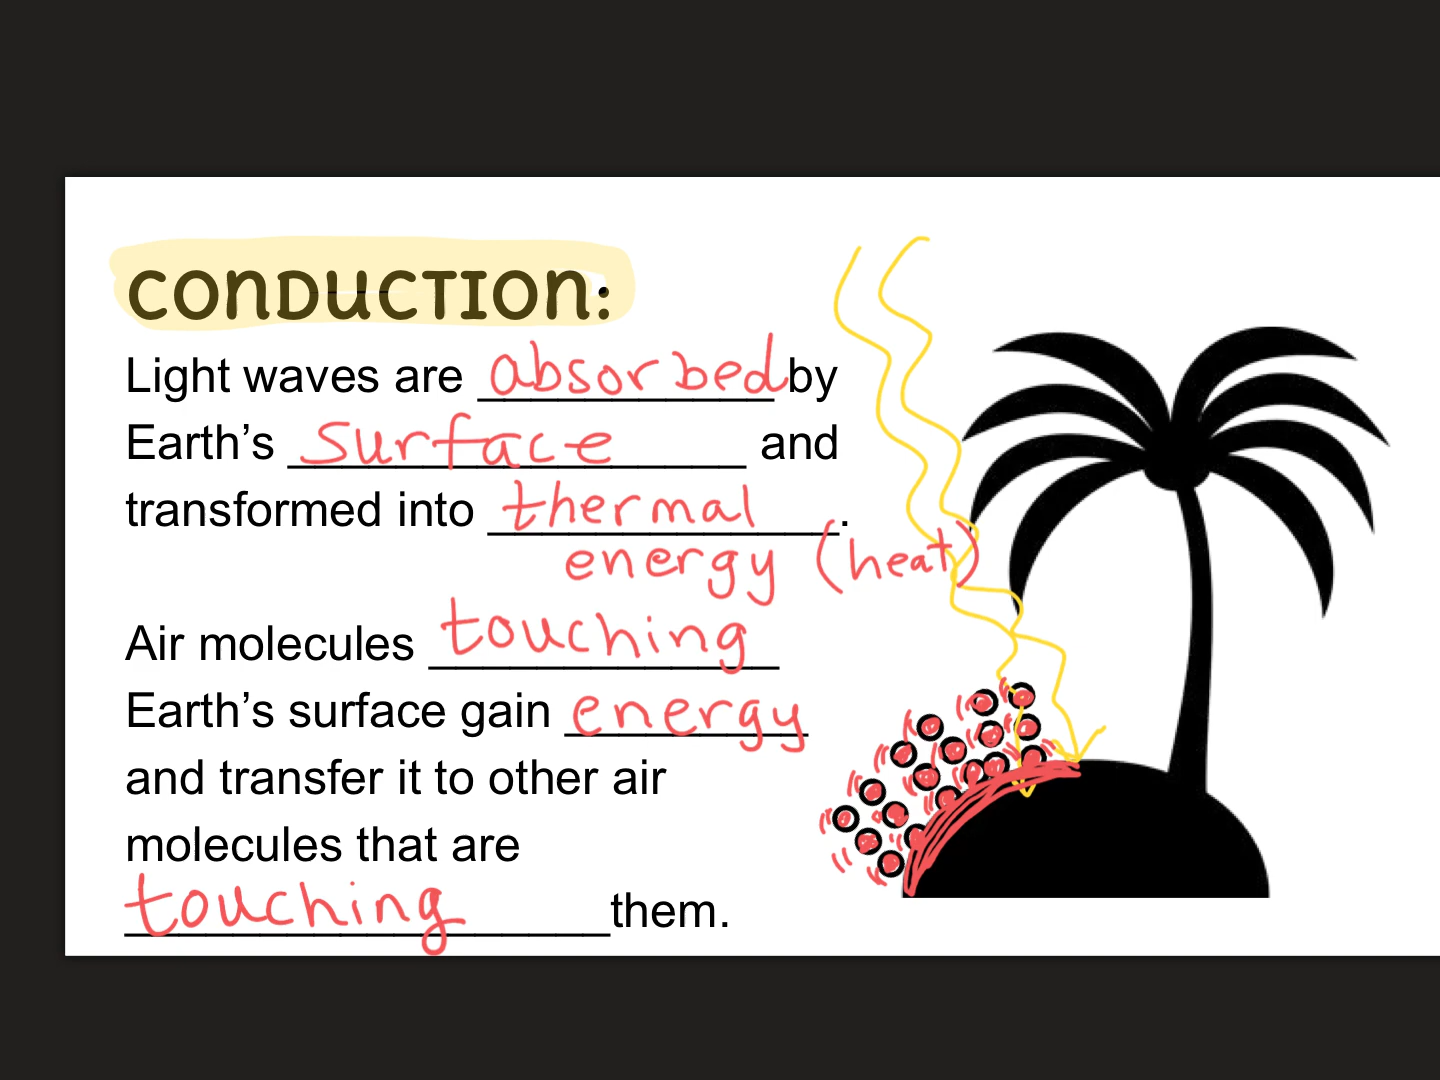 CONDUCTION:
Light waves are absorbed by
Earth’s surface and
transformed into thermal.
energy (heat)
Air molecules touching
Earth’s surface gain energy
and transfer it to other air
molecules that are
touching them.